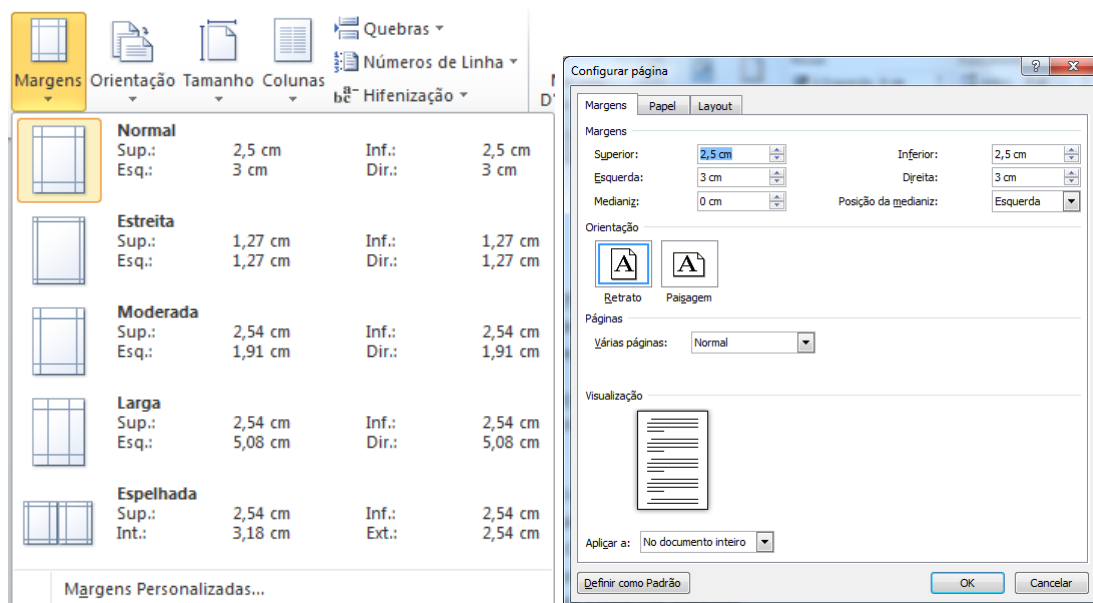 Quebras
Números de Linha
Hifenização
Margens Orientação Tamanho Colunas
Normal
Sup.: 2,5 cm Inf.: 2,5 cm
Esq.: 3 cm Dir.: 3 cm
Estreita
Sup.: 1,27 cm Inf.: 1,27 cm
Esq.: 1,27 cm Dir.: 1,27 cm
Moderada
Sup.: 2,54 cm Inf.: 2,54 cm
Esq.: 1,91 cm Dir.: 1,91 cm
Larga
Sup.: 2,54 cm Inf.: 2,54 cm
Esq.: 5,08 cm Dir.: 5,08 cm
Espelhada
Sup.: 2,54 cm Inf.: 2,54 cm
Int.: 3,18 cm Ext.: 2,54 cm
Margens Personalizadas...
Configurar página
Margens Papel Layout
Margens
Superior: 2,5 cm Inferior: 2,5 cm
Esquerda: 3 cm Direita: 3 cm
Medianiz: 0 cm Posição da medianiz: Esquerda
Orientação
A A
Retrato Paisagem
Páginas
Várias páginas: Normal
Visualização
Aplicar a: No documento inteiro
Definir como Padrão OK Cancelar